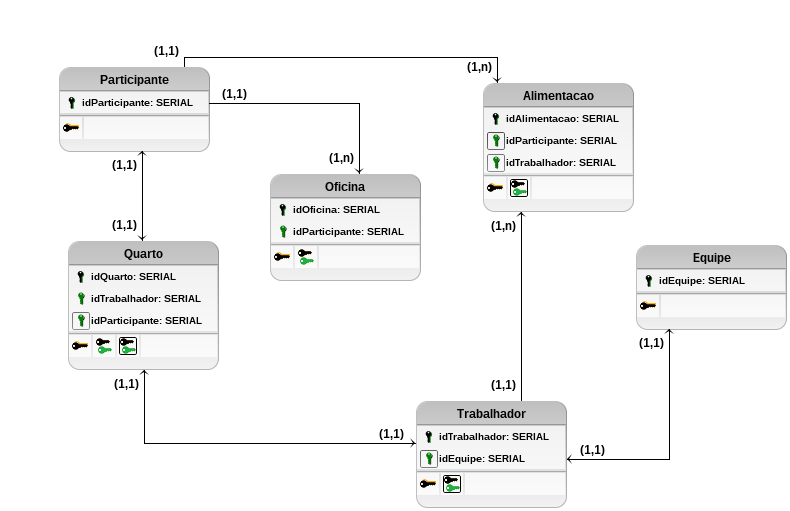 (1,1)
(1,n)
Participante
idParticipante: SERIAL
(1,1)
(1,n)
(1,1)
Alimentacao
idAlimentacao: SERIAL
idParticipante: SERIAL
idTrabalhador: SERIAL
Oficina
idOficina: SERIAL
idParticipante: SERIAL
(1,1)
(1,n)
Quarto
idQuarto: SERIAL
idTrabalhador: SERIAL
idParticipante: SERIAL
Equipe
idEquipe: SERIAL
(1,1)
(1,1)
(1,1)
(1,1)
(1,1)
Trabalhador
idTrabalhador: SERIAL
idEquipe: SERIAL